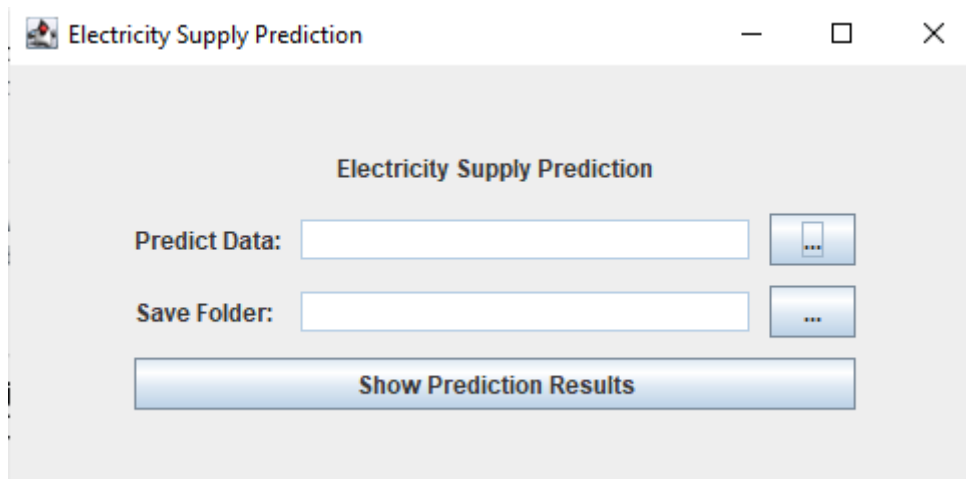 Electricity Supply Prediction
Electricity Supply Prediction
Predict Data: ...
Save Folder: ...
Show Prediction Results